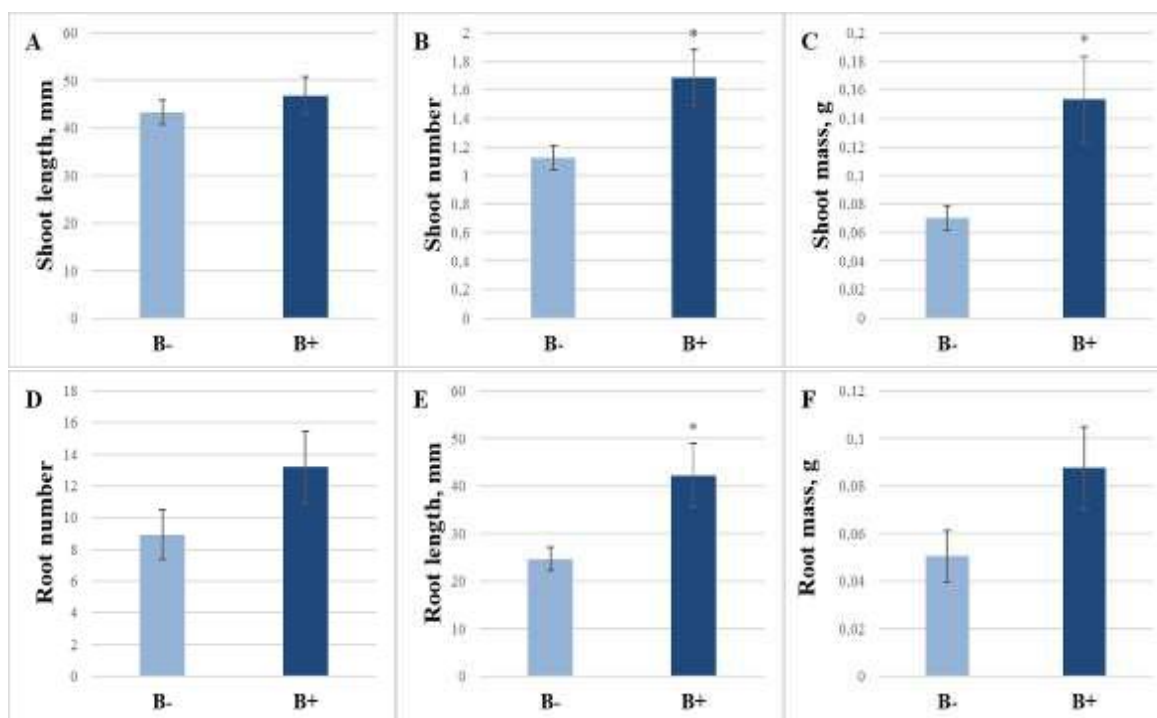 A
Shoot length, mm
60
50
40
30
20
10
0
B-
B+
B
Shoot number
2
1.8
1.6
1.4
1.2
1
0.8
0.6
0.4
0.2
0
*
B-
B+
C
Shoot mass, g
0,2
0,18
0,16
0,14
0,12
0,1
0,08
0,06
0,04
0,02
0
*
B-
B+
D
Root number
18
16
14
12
10
8
6
4
2
0
B-
B+
E
Root length, mm
60
50
40
30
20
10
0
*
B-
B+
F
Root mass, g
0,12
0,1
0,08
0,06
0,04
0,02
0
B-
B+